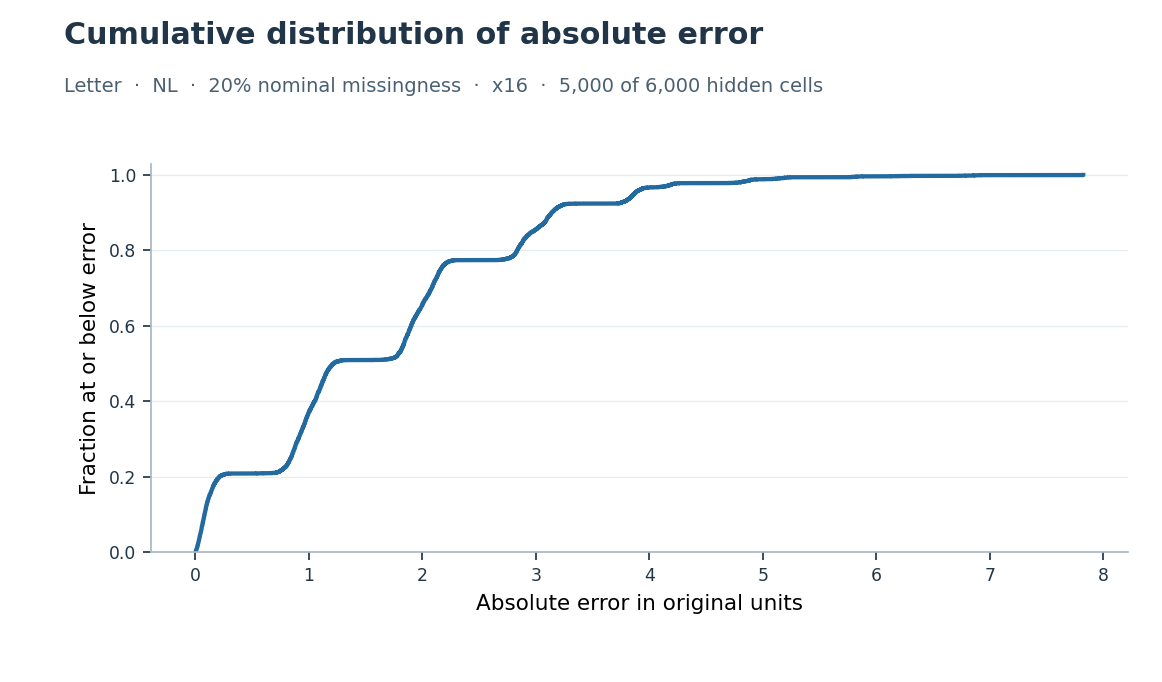 Cumulative distribution of absolute error
Letter · NL · 20% nominal missingness · x16 · 5,000 of 6,000 hidden cells
Fraction at or below error
1.0
0.8
0.6
0.4
0.2
0.0
0 1 2 3 4 5 6 7 8
Absolute error in original units